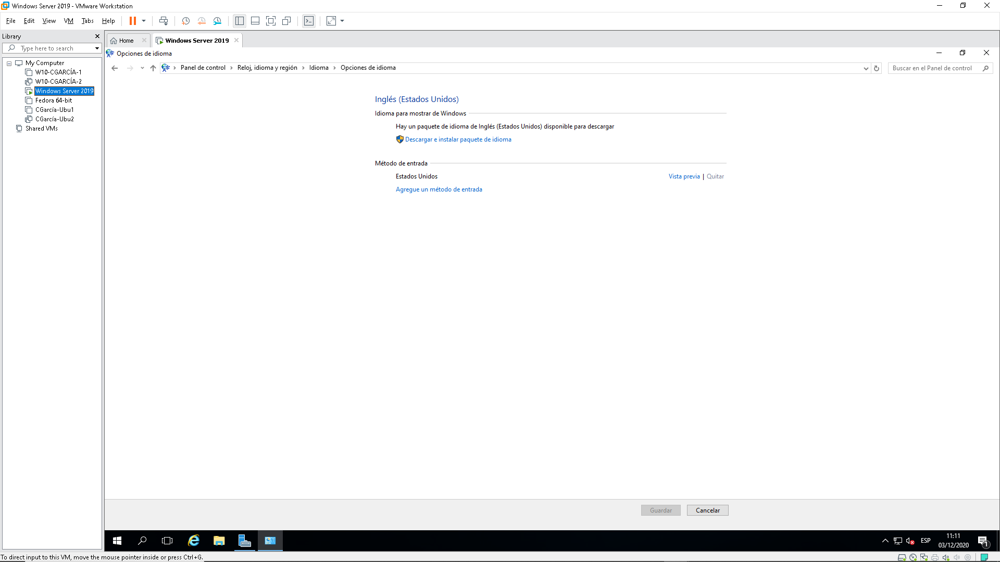 Windows Server 2019 - VMware Workstation
File Edit View VM Tabs Help
Library
Type here to search
My Computer
W10-CGARCÍA-1
W10-CGARCÍA-2
Windows Server 2019
Fedora 64-bit
CGarcía-Ubu1
CGarcía-Ubu2
Shared VMs
Home
Windows Server 2019
Opciones de idioma
Panel de control > Reloj, idioma y región > Idioma > Opciones de idioma
Buscar en el Panel de control
Inglés (Estados Unidos)
Idioma para mostrar de Windows
Hay un paquete de idioma de Inglés (Estados Unidos) disponible para descargar
Descargar e instalar paquete de idioma
Método de entrada
Estados Unidos
Vista previa | Quitar
Agregue un método de entrada
Guardar
Cancelar
ESP
11:11
03/12/2020
1
To direct input to this VM, move the mouse pointer inside or press Ctrl+G.